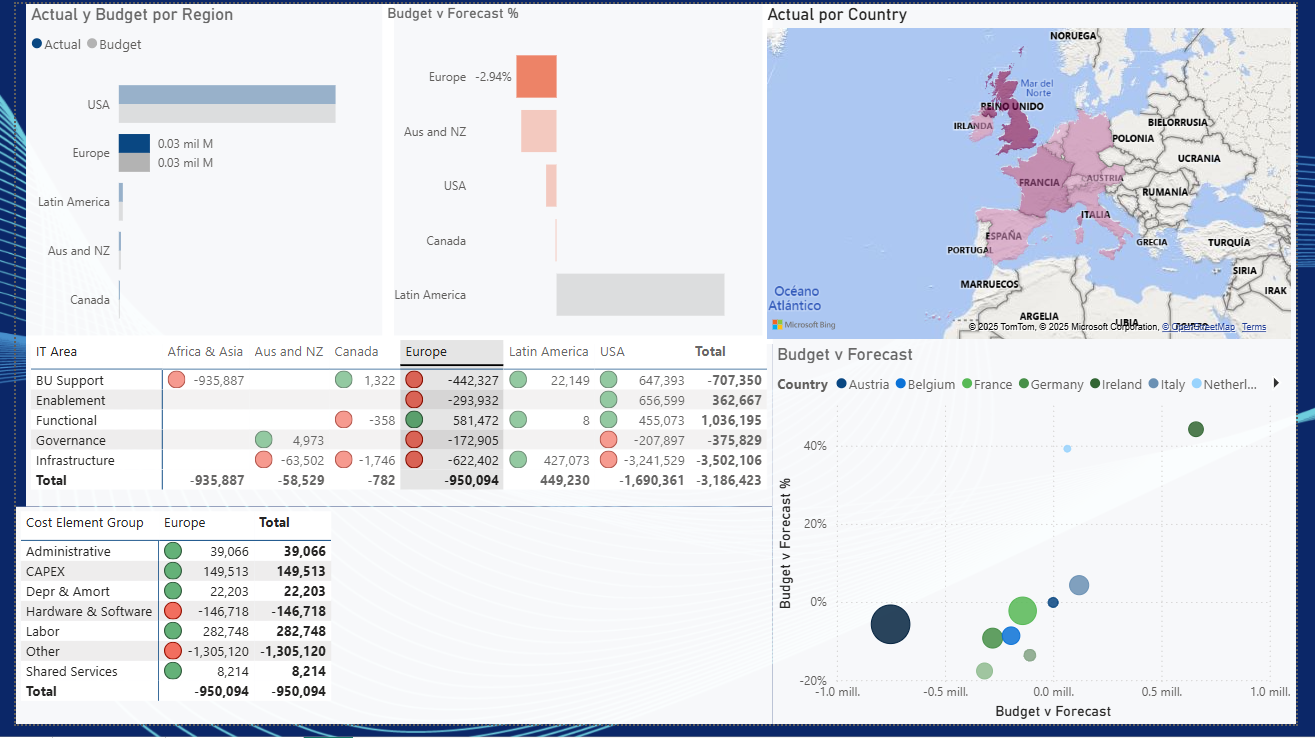 Actual y Budget por Region
Actual Budget
USA
Europe 0.03 mil M
0.03 mil M
Latin America
Aus and NZ
Canada
Budget v Forecast %
Europe -2.94%
Aus and NZ
USA
Canada
Latin America
Actual por Country
NORUEGA
Mar del
Norte
REINO UNIDO
IRLANDA
BIELORRUSIA
POLONIA
UCRANIA
FRANCIA
AUSTRIA
RUMANÍA
ITALIA
ESPAÑA
PORTUGAL
GRECIA
TURQUÍA
SIRIA
MARRUECOS
IRAK
Océano
Atlántico
ARGELIA
LIBIA
Microsoft Bing
© 2025 TomTom, © 2025 Microsoft Corporation, © OpenStreetMap Terms
IT Area Africa & Asia Aus and NZ Canada Europe Latin America USA Total
BU Support -935,887 1,322 -442,327 22,149 647,393 -707,350
Enablement -293,932 656,599 362,667
Functional -358 581,472 8 455,073 1,036,195
Governance 4,973 -172,905 -207,897 -375,829
Infrastructure -63,502 -1,746 -622,402 427,073 -3,241,529 -3,502,106
Total -935,887 -58,529 -782 -950,094 449,230 -1,690,361 -3,186,423
Cost Element Group Europe Total
Administrative 39,066 39,066
CAPEX 149,513 149,513
Depr & Amort 22,203 22,203
Hardware & Software -146,718 -146,718
Labor 282,748 282,748
Other -1,305,120 -1,305,120
Shared Services 8,214 8,214
Total -950,094 -950,094
Budget v Forecast
Country Austria Belgium France Germany Ireland Italy Netherl...
Budget v Forecast %
40%
20%
0%
-20%
-1.0 mill. -0.5 mill. 0.0 mill. 0.5 mill. 1.0 mill.
Budget v Forecast